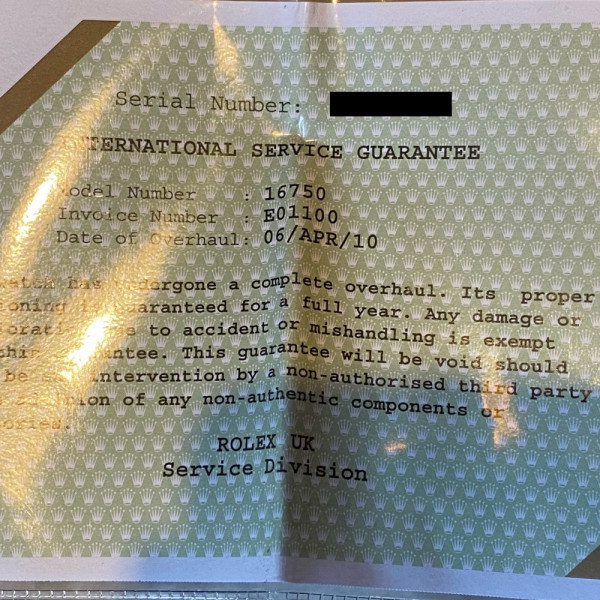 Serial Number:
INTERNATIONAL SERVICE GUARANTEE
Model Number : 16750
Invoice Number : E01100
Date of Overhaul: 06/APR/10
watch has undergone a complete overhaul. Its proper
guaranteed for a full year. Any damage or
to accident or mishandling is exempt
guarantee. This guarantee will be void should
be intervention by a non-authorised third party
of any non-authentic components or
ROLEX UK
Service Division